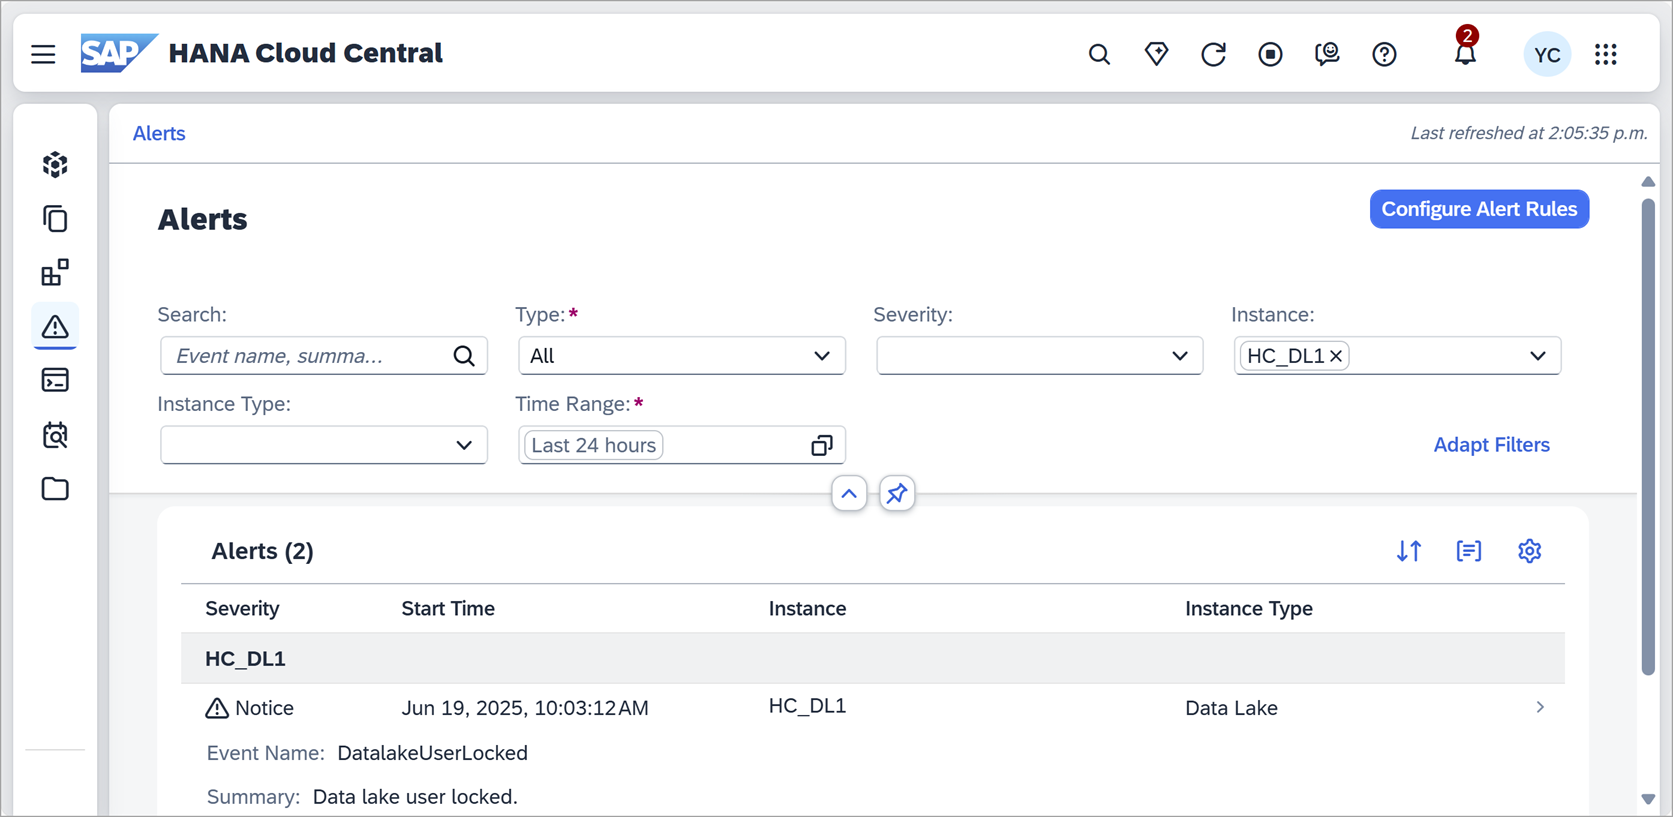 SAP HANA Cloud Central
2
YC
Alerts
Last refreshed at 2:05:35 p.m.
Alerts
Configure Alert Rules
Search: Type:* Severity: Instance:
Event name, summa... All HC_DL1
Instance Type: Time Range:*
Last 24 hours
Adapt Filters
Alerts (2)
Severity Start Time Instance Instance Type
HC_DL1
Notice Jun 19, 2025, 10:03:12 AM HC_DL1 Data Lake
Event Name: DatalakeUserLocked
Summary: Data lake user locked.